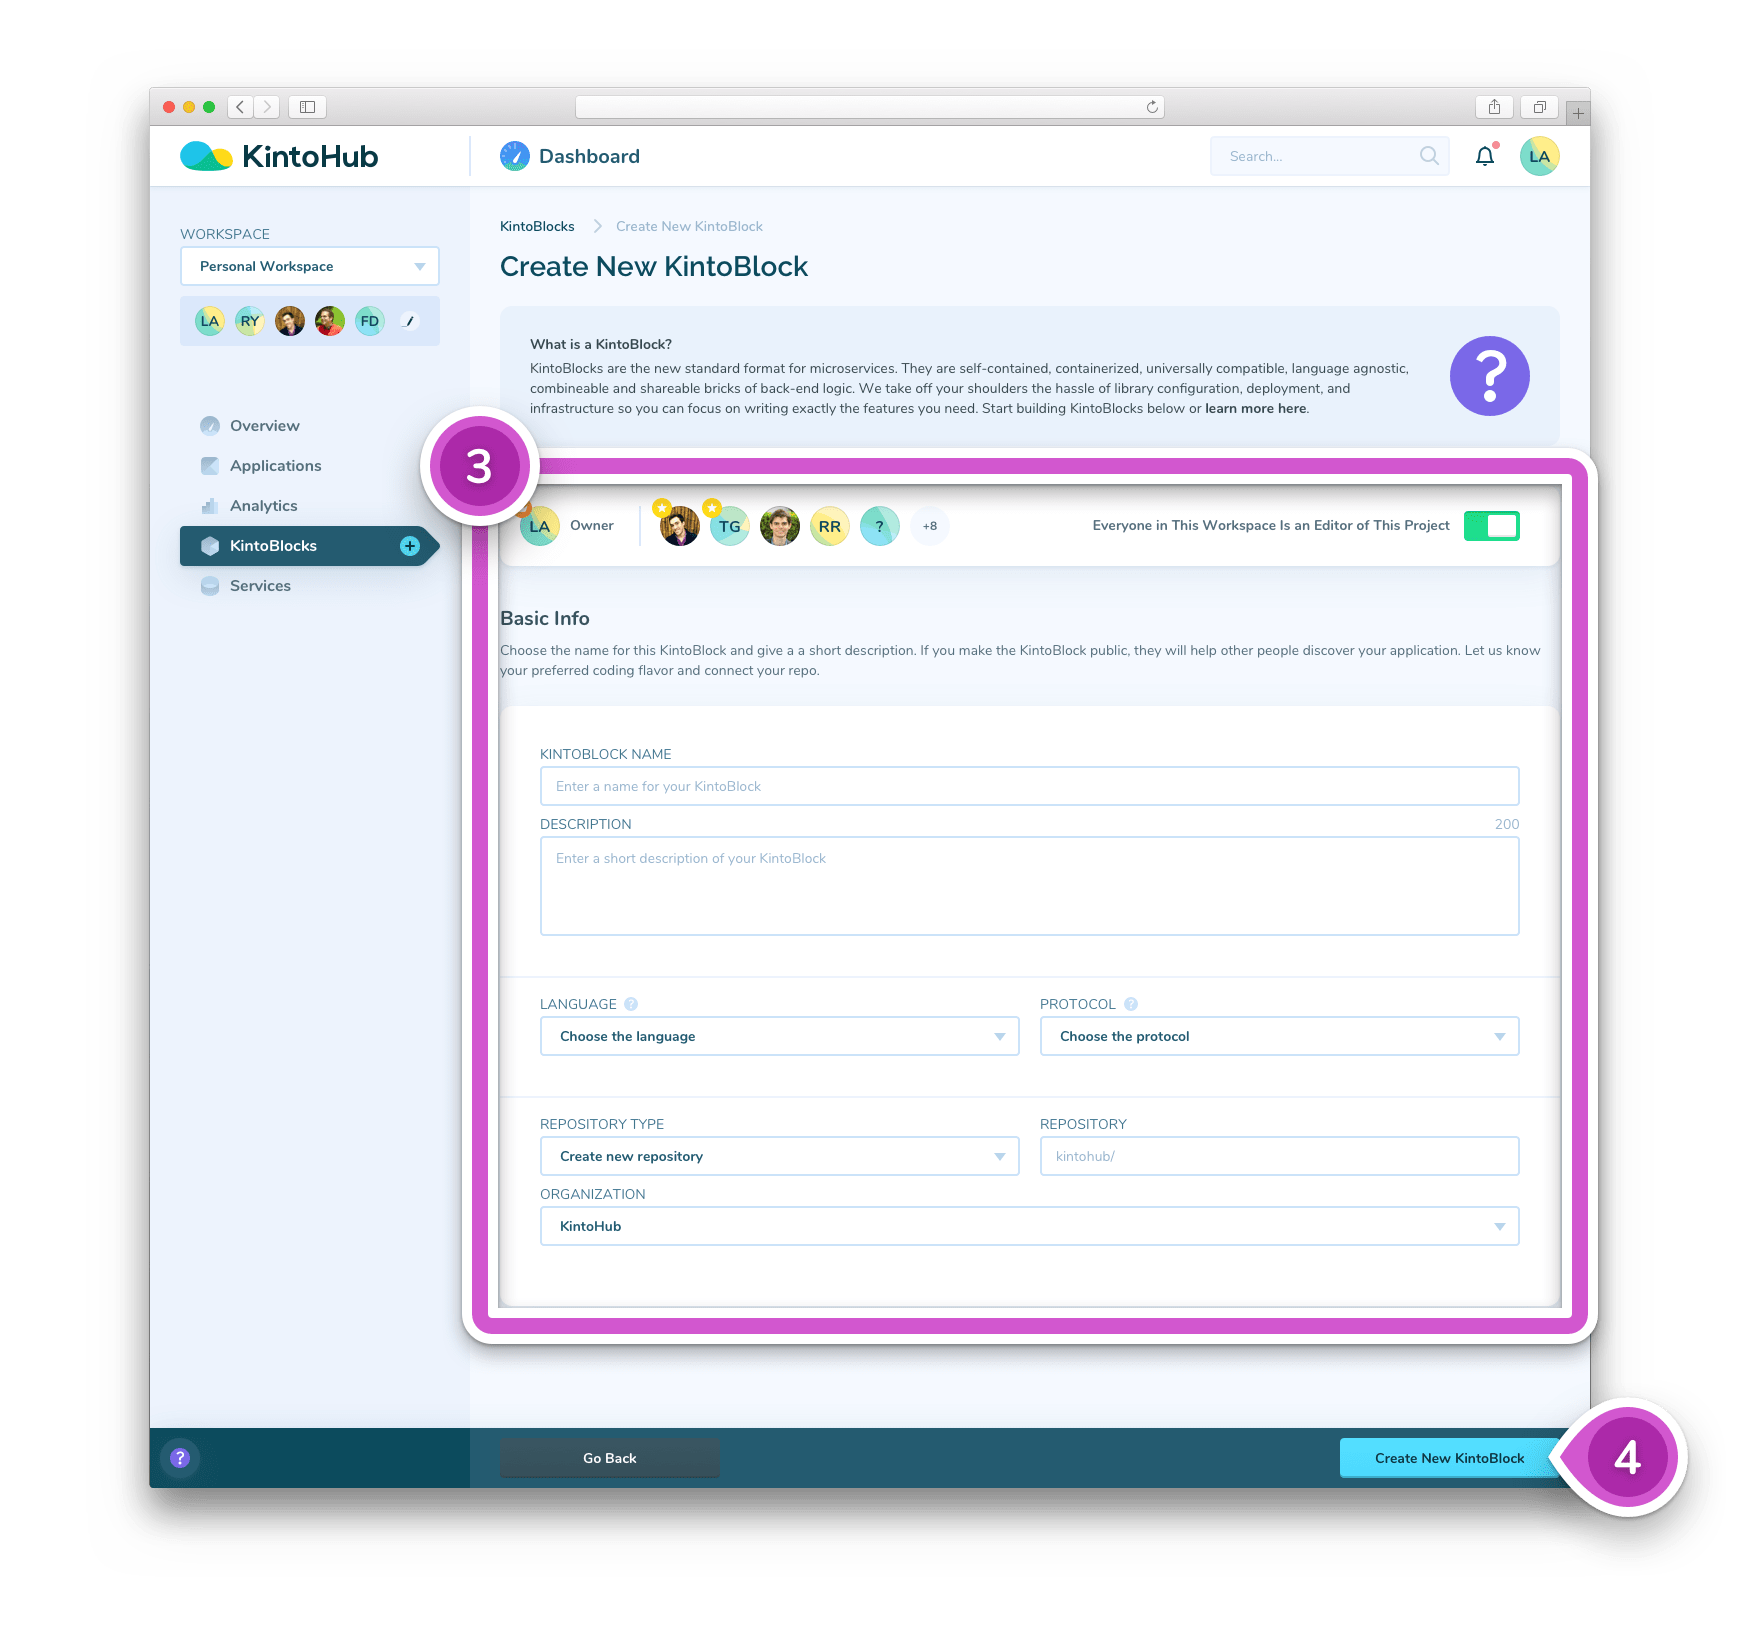 KintoHub
Dashboard
Search...
LA
WORKSPACE
Personal Workspace
LA RY FD
Overview
Applications
Analytics
KintoBlocks
Services
KintoBlocks
Create New KintoBlock
Create New KintoBlock
What is a KintoBlock?
KintoBlocks are the new standard format for microservices. They are self-contained, containerized, universally compatible, language agnostic,
combineable and shareable bricks of back-end logic. We take off your shoulders the hassle of library configuration, deployment, and
infrastructure so you can focus on writing exactly the features you need. Start building KintoBlocks below or learn more here.
?
3
LA Owner TG RR ? +8
Everyone in This Workspace Is an Editor of This Project
Basic Info
Choose the name for this KintoBlock and give a a short description. If you make the KintoBlock public, they will help other people discover your application. Let us know
your preferred coding flavor and connect your repo.
KINTOBLOCK NAME
Enter a name for your KintoBlock
DESCRIPTION 200
Enter a short description of your KintoBlock
LANGUAGE ?
Choose the language
PROTOCOL ?
Choose the protocol
REPOSITORY TYPE
Create new repository
REPOSITORY
kintohub/
ORGANIZATION
KintoHub
?
Go Back
Create New KintoBlock
4